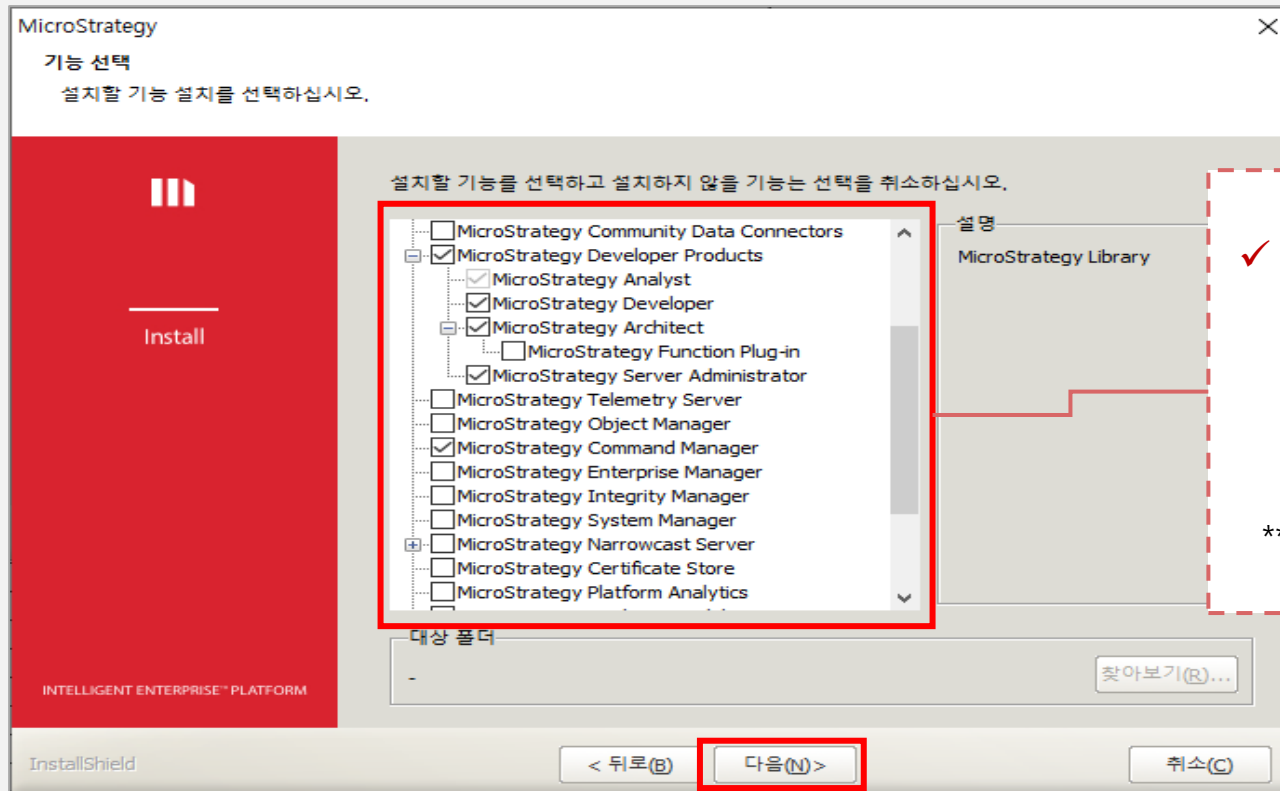 MicroStrategy
기능 선택
설치할 기능 설치를 선택하십시오.
Install
INTELLIGENT ENTERPRISE™ PLATFORM
설치할 기능를 선택하고 설치하지 않을 기능는 선택을 취소하십시오.
MicroStrategy Community Data Connectors
MicroStrategy Developer Products
MicroStrategy Analyst
MicroStrategy Developer
MicroStrategy Architect
MicroStrategy Function Plug-in
MicroStrategy Server Administrator
MicroStrategy Telemetry Server
MicroStrategy Object Manager
MicroStrategy Command Manager
MicroStrategy Enterprise Manager
MicroStrategy Integrity Manager
MicroStrategy System Manager
MicroStrategy Narrowcast Server
MicroStrategy Certificate Store
MicroStrategy Platform Analytics
설명
MicroStrategy Library
**
대상 폴더
-
찾아보기(R)...
InstallShield
< 뒤로(B)
다음(N)>
취소(C)